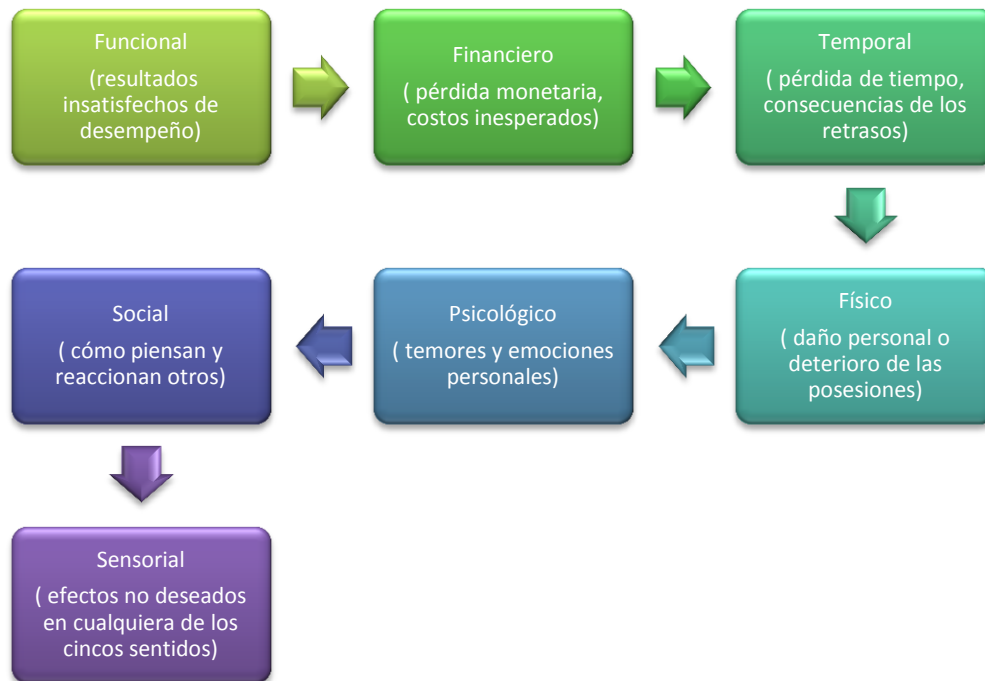 Funcional
(resultados
insatisfechos de
desempeño)
Financiero
( pérdida monetaria,
costos inesperados)
Temporal
( pérdida de tiempo,
consecuencias de los
retrasos)
Físico
( daño personal o
deterioro de las
posesiones)
Psicológico
( temores y emociones
personales)
Social
( cómo piensan y
reaccionan otros)
Sensorial
( efectos no deseados
en cualquiera de los
cincos sentidos)